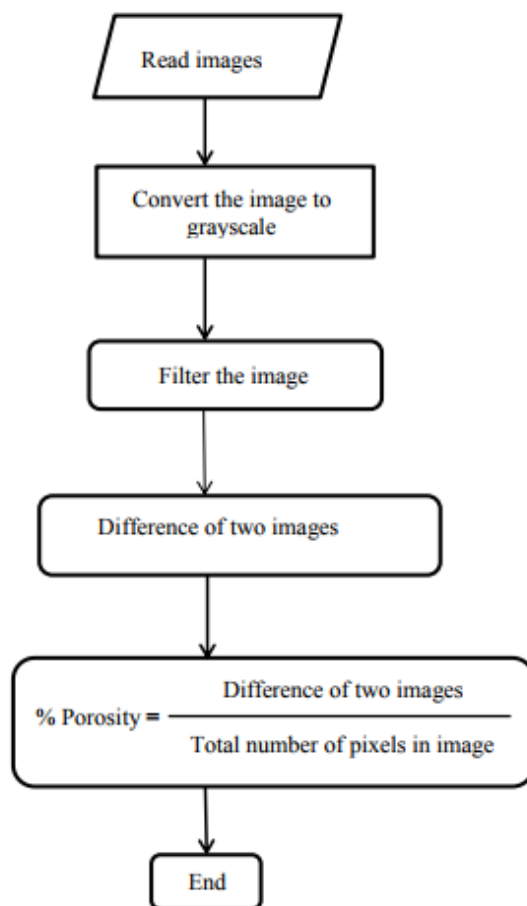 Read images
Convert the image to
grayscale
Filter the image
Difference of two images
% Porosity =
Difference of two images
Total number of pixels in image
End